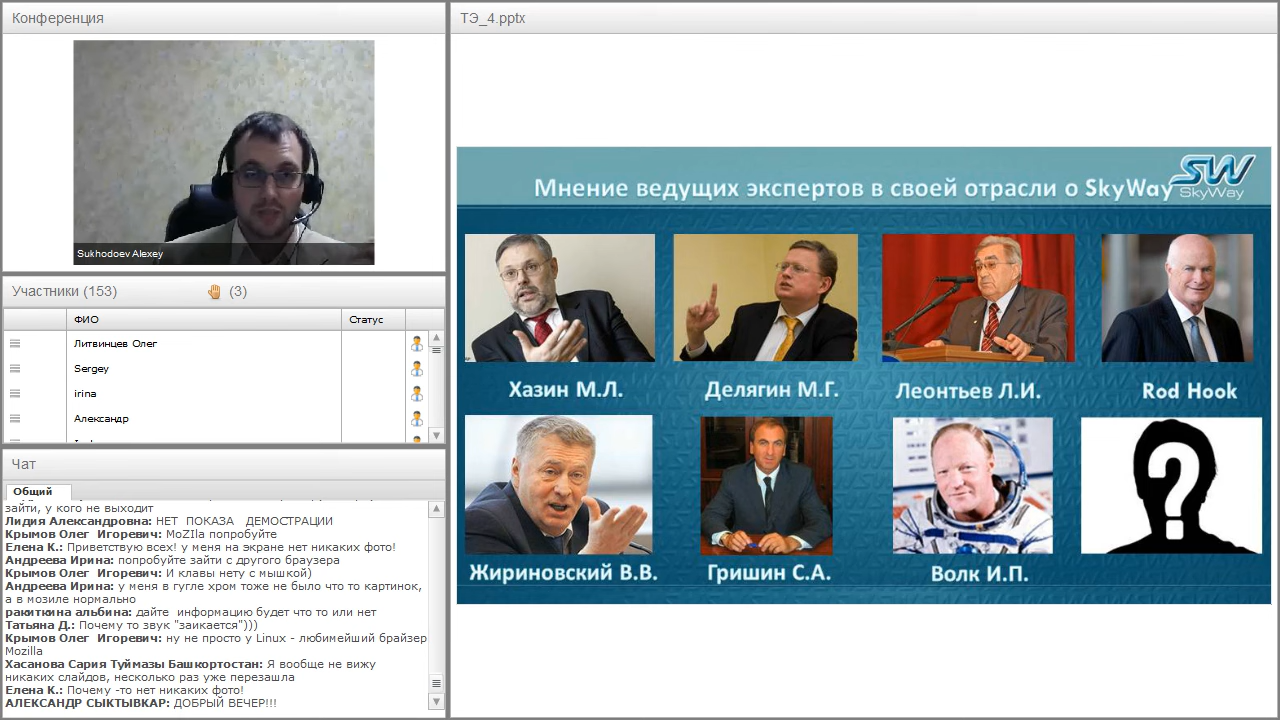 Конференция
Sukhodoev Alexey
Участники (153)
(3)
ФИО
Статус
Литвинцев Олег
Sergey
irina
Александр
Чат
Общий
зайти, у кого не выходит
Лидия Александровна: НЕТ ПОКАЗА ДЕМОСТРАЦИИ
Крымов Олег Игоревич: MoZIla попробуйте
Елена К.: Приветствую всех! у меня на экране нет никаких фото!
Андреева Ирина: попробуйте зайти с другого браузера
Крымов Олег Игоревич: И клавы нету с мышкой)
Андреева Ирина: у меня в гугле хром тоже не было что то картинок,
а в мозиле нормально
ракиткина альбина: дайте информацию будет что то или нет
Татьяна Д.: Почему то звук "заикается")))
Крымов Олег Игоревич: ну не просто у Linux - любимейший брайзер
Mozilla
Хасанова Сария Туймазы Башкортостан: Я вообще не вижу
никаких слайдов, несколько раз уже перезашла
Елена К.: Почему -то нет никаких фото!
АЛЕКСАНДР СЫКТЫВКАР: ДОБРЫЙ ВЕЧЕР!!!
ТЭ_4.pptx
Мнение ведущих экспертов в своей отрасли о SkyWay
SW
SkyWay
Хазин М.Л.
Делягин М.Г.
Леонтьев Л.И.
Rod Hook
Жириновский В.В.
Гришин С.А.
Волк И.П.
?